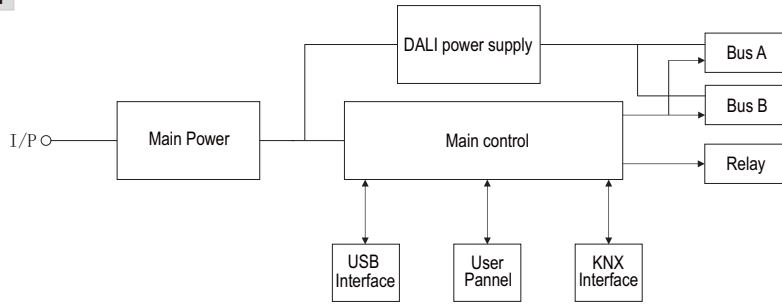 DALI power supply
Bus A
Bus B
I/P
Main Power
Main control
Relay
USB
Interface
User
Pannel
KNX
Interface